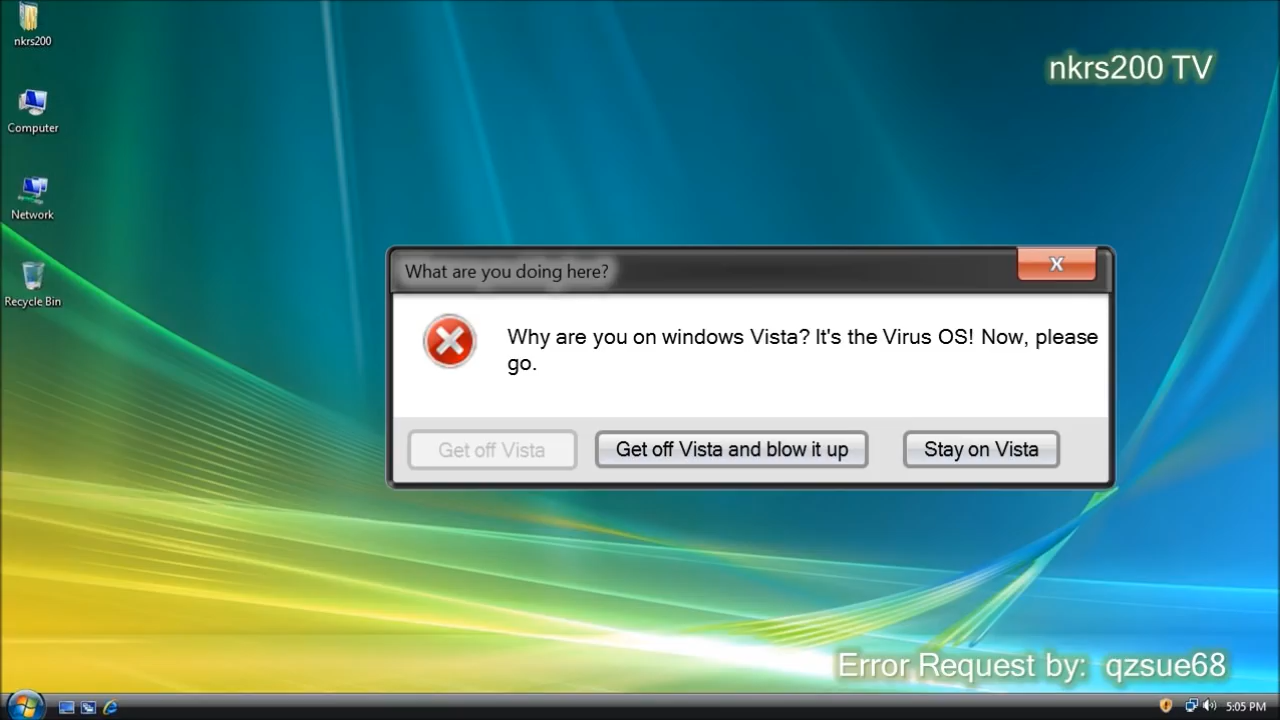 nkrs200
nkrs200 TV
Computer
Network
Recycle Bin
What are you doing here?
X
Why are you on windows Vista? It's the Virus OS! Now, please
go.
Get off Vista
Get off Vista and blow it up
Stay on Vista
Error Request by: qzsue68
5:05 PM